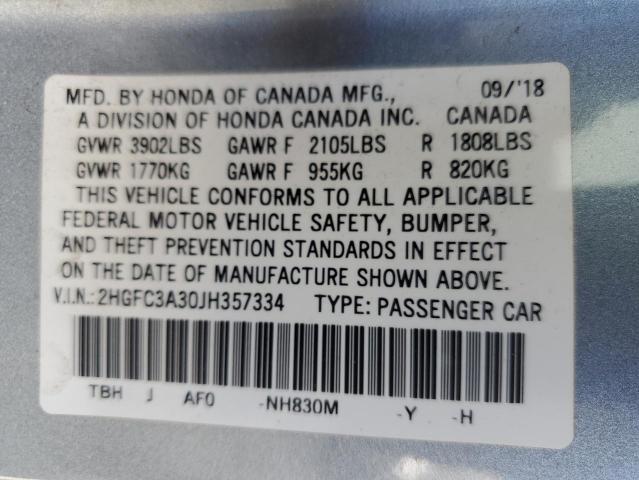 MFD. BY HONDA OF CANADA MFG., 09/'18
A DIVISION OF HONDA CANADA INC. CANADA
GVWR 3902LBS GAWR F 2105LBS R 1808LBS
GVWR 1770KG GAWR F 955KG R 820KG
THIS VEHICLE CONFORMS TO ALL APPLICABLE
FEDERAL MOTOR VEHICLE SAFETY, BUMPER,
AND THEFT PREVENTION STANDARDS IN EFFECT
ON THE DATE OF MANUFACTURE SHOWN ABOVE.
V.I.N.:2HGFC3A30JH357334 TYPE: PASSENGER CAR
TBH J AF0 -NH830M -Y -H